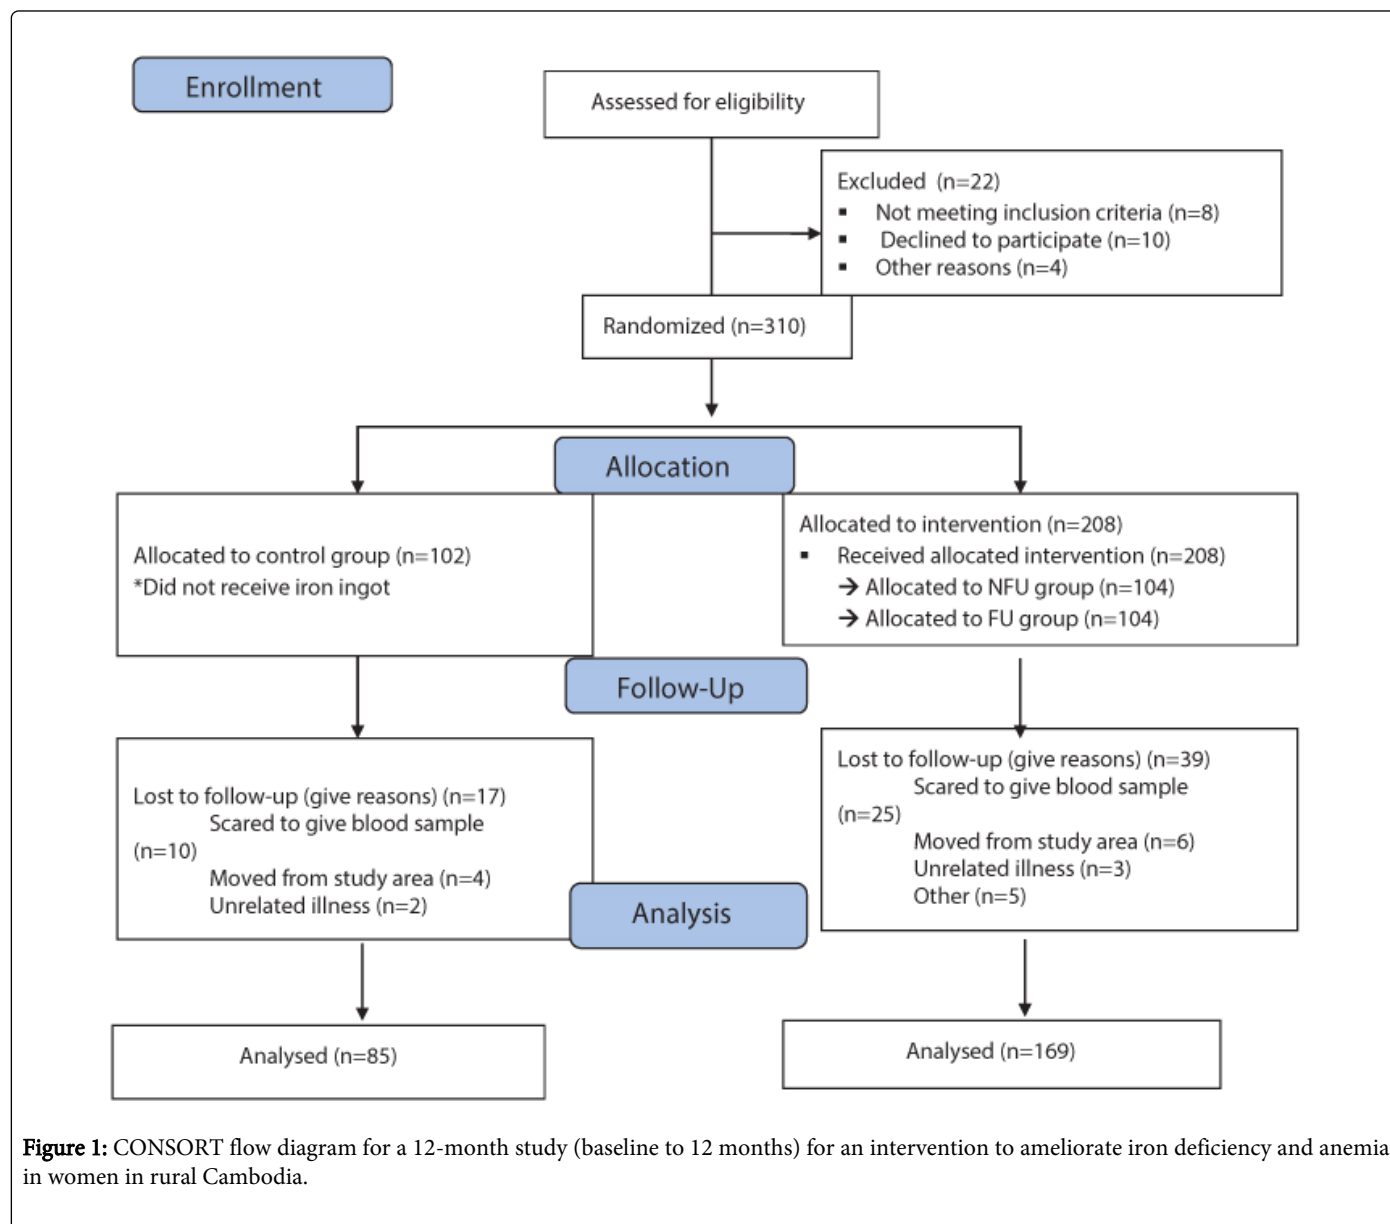 Enrollment
Assessed for eligibility
Excluded (n=22)
▪ Not meeting inclusion criteria (n=8)
▪ Declined to participate (n=10)
▪ Other reasons (n=4)
Randomized (n=310)
Allocation
Allocated to control group (n=102)
*Did not receive iron ingot
Allocated to intervention (n=208)
▪ Received allocated intervention (n=208)
→ Allocated to NFU group (n=104)
→ Allocated to FU group (n=104)
Follow-Up
Lost to follow-up (give reasons) (n=17)
Scared to give blood sample
(n=10)
Moved from study area (n=4)
Unrelated illness (n=2)
Lost to follow-up (give reasons) (n=39)
Scared to give blood sample
(n=25)
Moved from study area (n=6)
Unrelated illness (n=3)
Other (n=5)
Analysis
Analysed (n=85)
Analysed (n=169)
Figure 1: CONSORT flow diagram for a 12-month study (baseline to 12 months) for an intervention to ameliorate iron deficiency and anemia
in women in rural Cambodia.